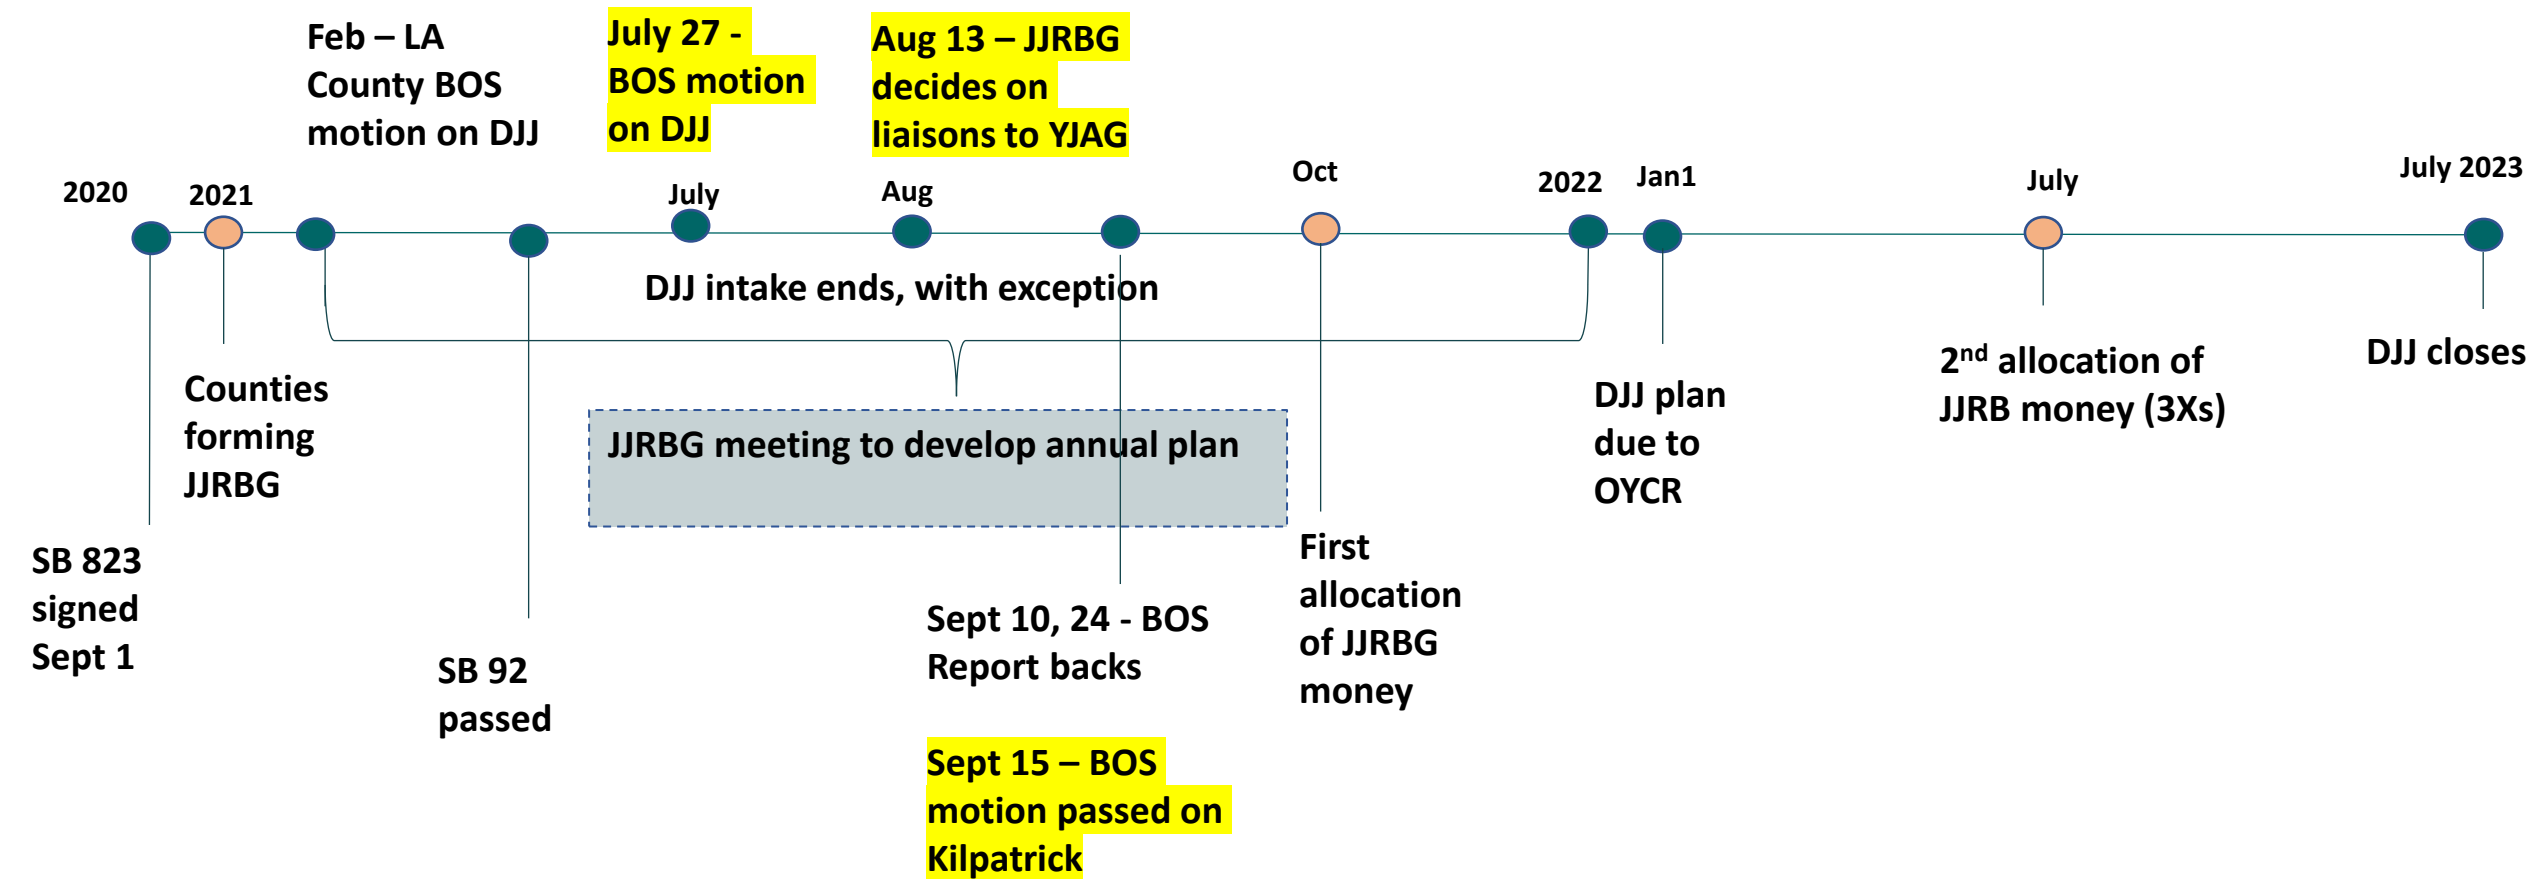 Feb – LA
County BOS
motion on DJJ
July 27 -
BOS motion
on DJJ
Aug 13 – JJRBG
decides on
liaisons to YJAG
2020
2021
July
Aug
Oct
2022
Jan1
July
July 2023
DJJ intake ends, with exception
Counties
forming
JJRBG
JJRBG meeting to develop annual plan
DJJ plan
due to
OYCR
2nd allocation of
JJRB money (3Xs)
DJJ closes
SB 823
signed
Sept 1
SB 92
passed
Sept 10, 24 - BOS
Report backs
Sept 15 – BOS
motion passed on
Kilpatrick
First
allocation
of JJRBG
money